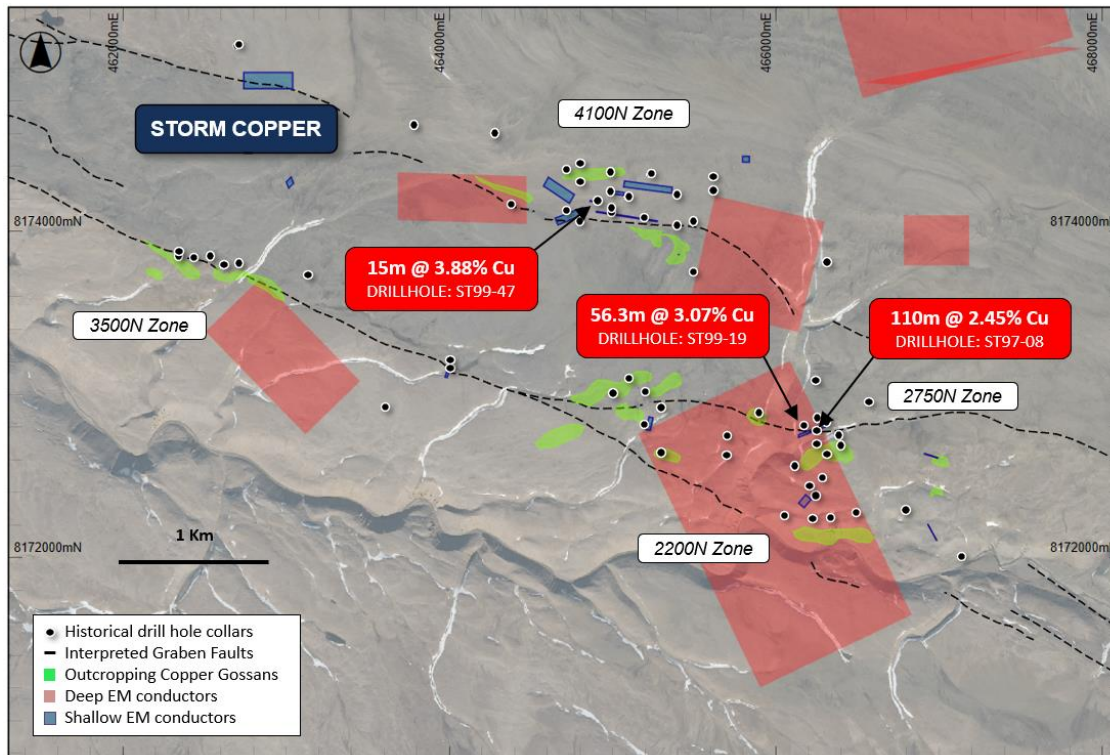 462000mE
464000mE
466000mE
468000mE
STORM COPPER
4100N Zone
8174000mN
8174000mN
15m @ 3.88% Cu
DRILLHOLE: ST99-47
56.3m @ 3.07% Cu
DRILLHOLE: ST99-19
110m @ 2.45% Cu
DRILLHOLE: ST97-08
3500N Zone
2750N Zone
2200N Zone
8172000mN
8172000mN
1 Km
Historical drill hole collars
Interpreted Graben Faults
Outcropping Copper Gossans
Deep EM conductors
Shallow EM conductors